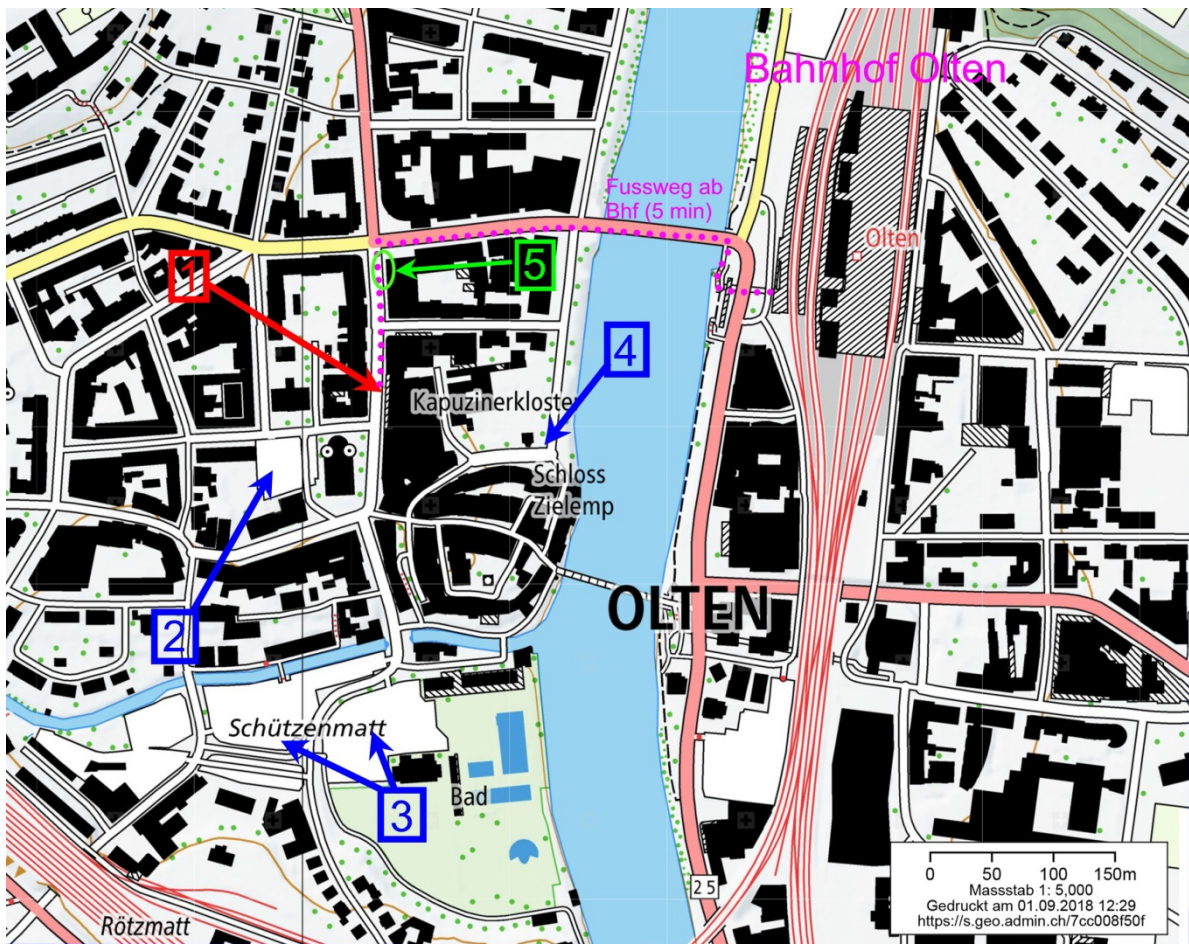 Bahnhof Olten
Fussweg ab
Bhf (5 min)
Olten
1
5
4
Kapuzinerkloster
Schloss
Zielemp
OLTEN
2
Schützenmatt
3
Bad
25
Rötzmatt
0 50 100 150m
Massstab 1: 5,000
Gedruckt am 01.09.2018 12:29
https://s.geo.admin.ch/7cc008f50f